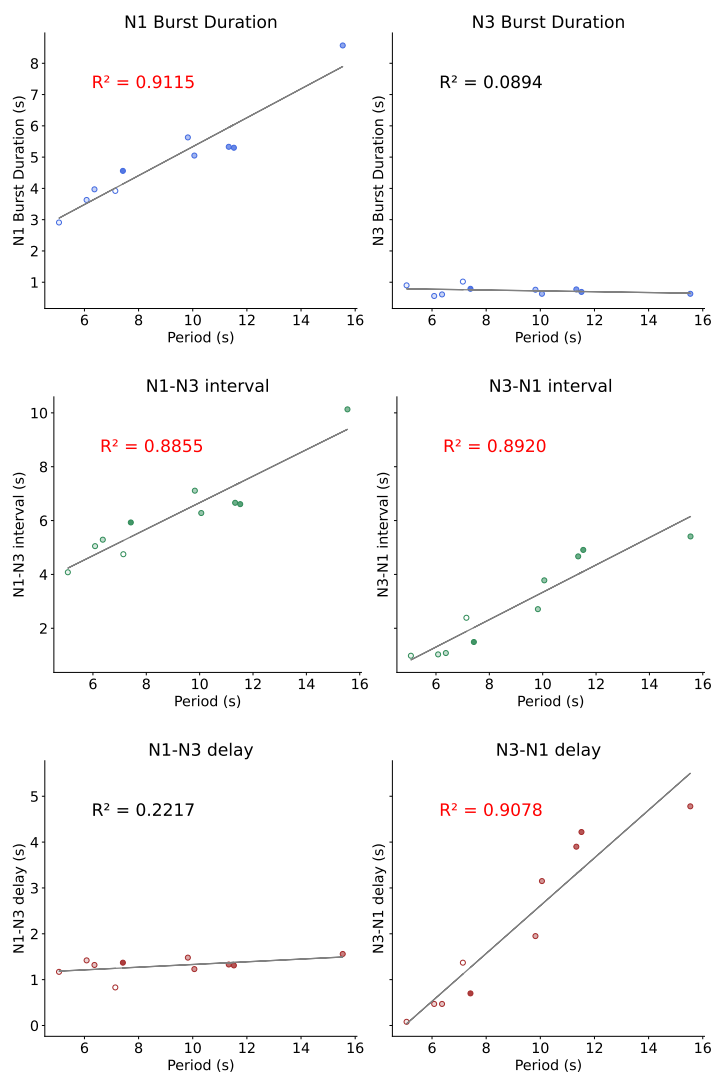 N1 Burst Duration
N3 Burst Duration
R² = 0.9115
R² = 0.0894
N1 Burst Duration (s)
8
7
6
5
4
3
2
1
N3 Burst Duration (s)
6 8 10 12 14 16
6 8 10 12 14 16
Period (s)
Period (s)
N1-N3 interval
N3-N1 interval
R² = 0.8855
R² = 0.8920
N1-N3 interval (s)
10
8
6
4
2
N3-N1 interval (s)
6 8 10 12 14 16
6 8 10 12 14 16
Period (s)
Period (s)
N1-N3 delay
N3-N1 delay
R² = 0.2217
R² = 0.9078
N1-N3 delay (s)
5
4
3
2
1
0
N3-N1 delay (s)
6 8 10 12 14 16
6 8 10 12 14 16
Period (s)
Period (s)